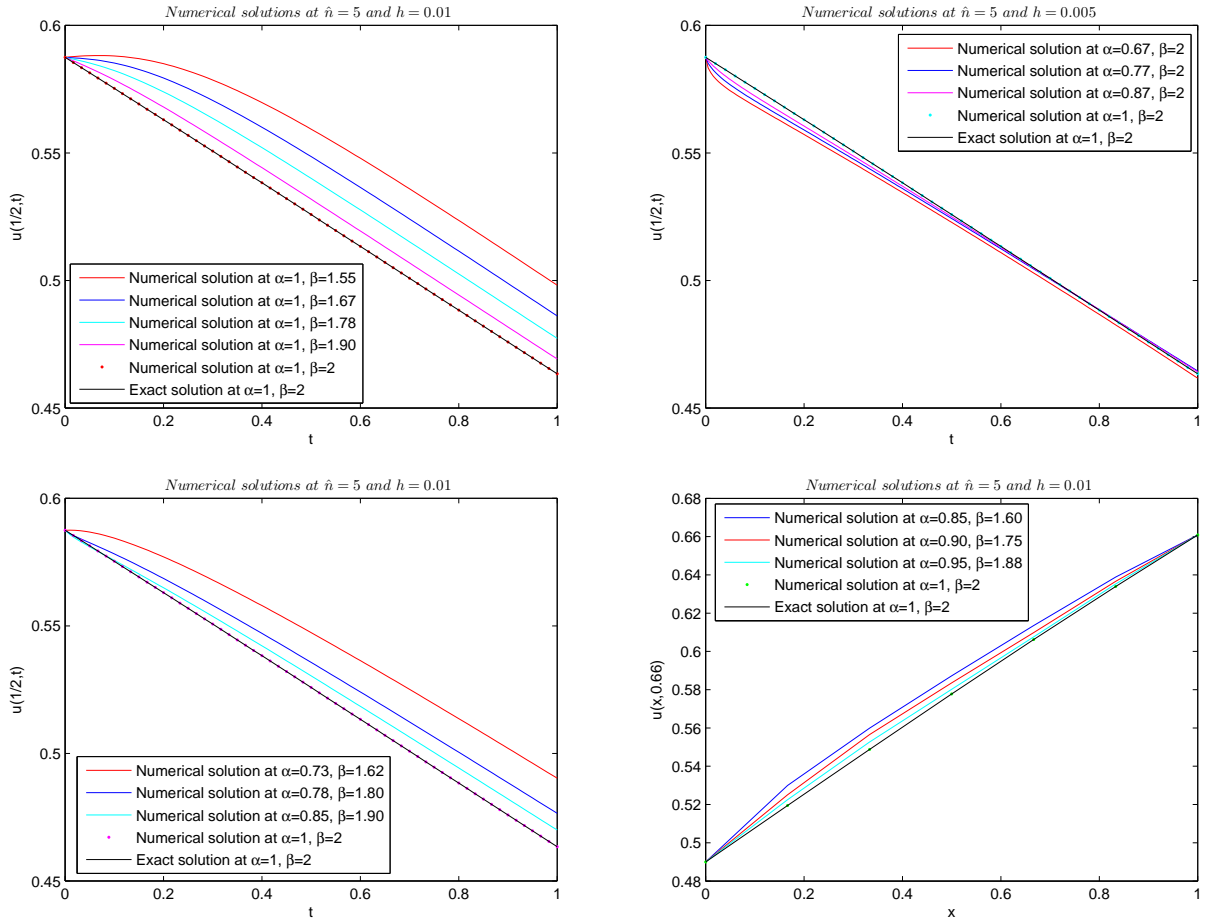 Numerical solutions at n̂ = 5 and h = 0.01
0.6
0.55
0.5
0.45
u(1/2,t)
Numerical solution at α=1, β=1.55
Numerical solution at α=1, β=1.67
Numerical solution at α=1, β=1.78
Numerical solution at α=1, β=1.90
Numerical solution at α=1, β=2
Exact solution at α=1, β=2
0 0.2 0.4 0.6 0.8 1
t
Numerical solutions at n̂ = 5 and h = 0.005
0.6
0.55
0.5
0.45
u(1/2,t)
Numerical solution at α=0.67, β=2
Numerical solution at α=0.77, β=2
Numerical solution at α=0.87, β=2
Numerical solution at α=1, β=2
Exact solution at α=1, β=2
0 0.2 0.4 0.6 0.8 1
t
Numerical solutions at n̂ = 5 and h = 0.01
0.6
0.55
0.5
0.45
u(1/2,t)
Numerical solution at α=0.73, β=1.62
Numerical solution at α=0.78, β=1.80
Numerical solution at α=0.85, β=1.90
Numerical solution at α=1, β=2
Exact solution at α=1, β=2
0 0.2 0.4 0.6 0.8 1
t
Numerical solutions at n̂ = 5 and h = 0.01
0.68
0.66
0.64
0.62
0.6
0.58
0.56
0.54
0.52
0.5
0.48
u(x,0.66)
Numerical solution at α=0.85, β=1.60
Numerical solution at α=0.90, β=1.75
Numerical solution at α=0.95, β=1.88
Numerical solution at α=1, β=2
Exact solution at α=1, β=2
0 0.2 0.4 0.6 0.8 1
x